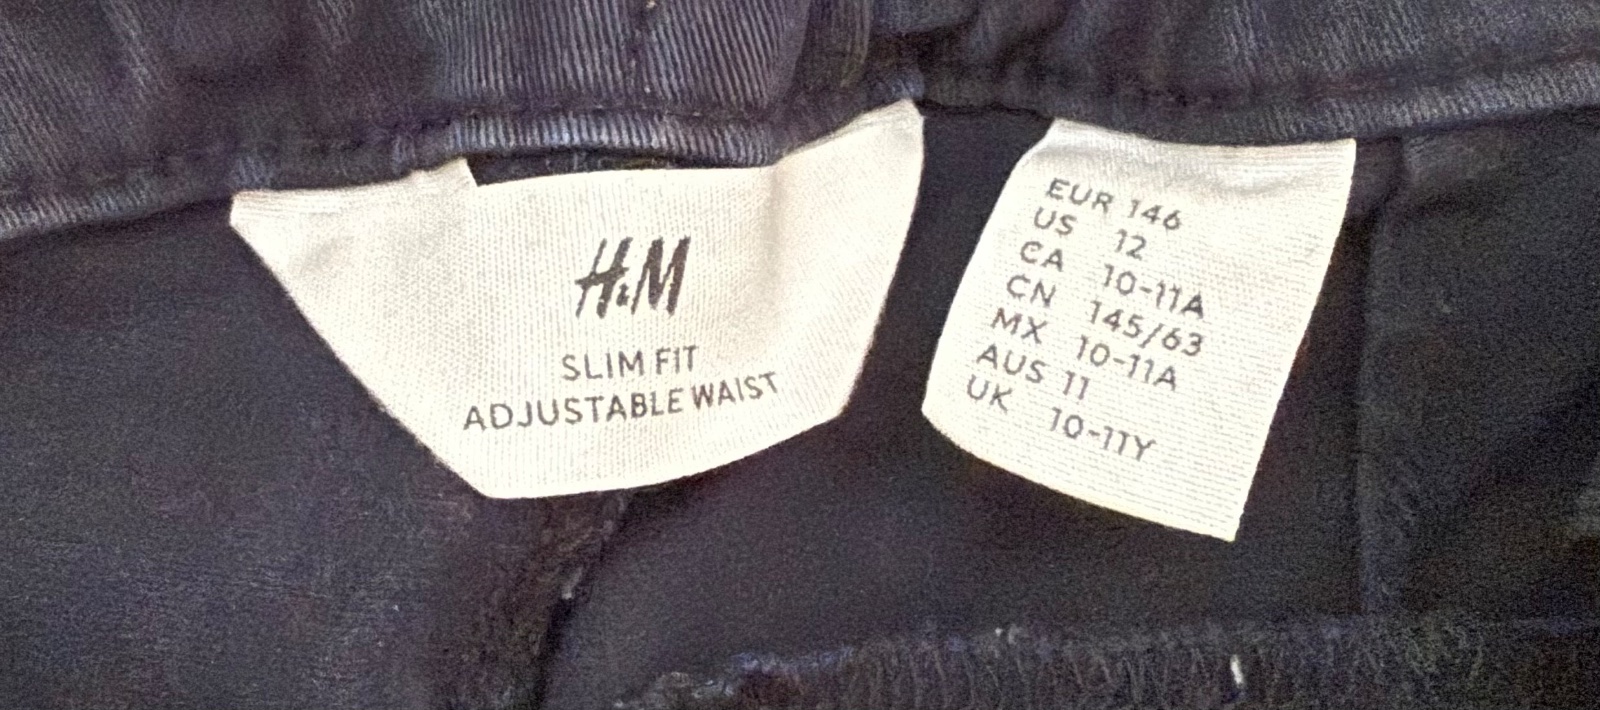 H&M
SLIM FIT
ADJUSTABLE WAIST
EUR 146
US 12
CA 10-11A
CN 145/63
MX 10-11A
AUS 11
UK 10-11Y